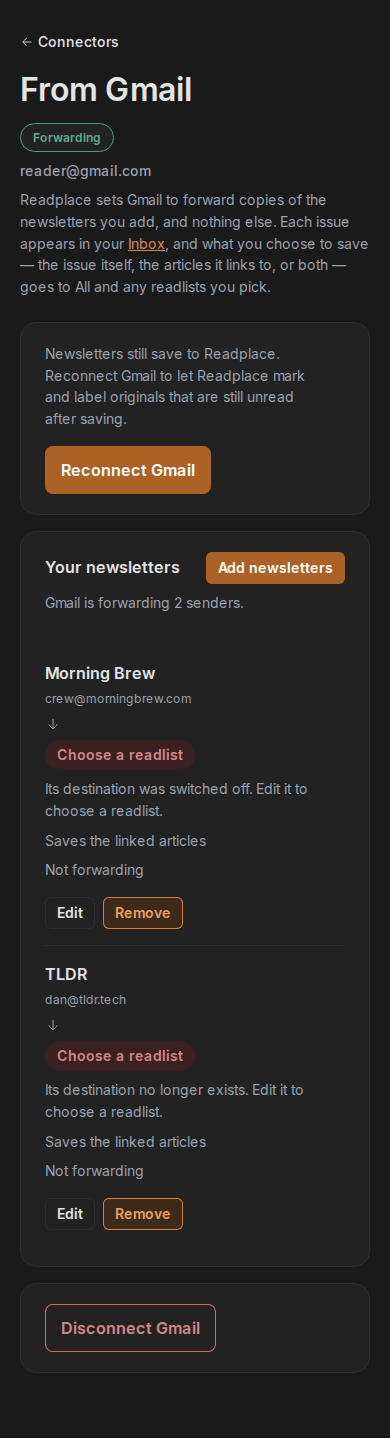 ← Connectors
From Gmail
Forwarding
reader@gmail.com
Readplace sets Gmail to forward copies of the
newsletters you add, and nothing else. Each issue
appears in your Inbox, and what you choose to save
— the issue itself, the articles it links to, or both —
goes to All and any readlists you pick.
Newsletters still save to Readplace.
Reconnect Gmail to let Readplace mark
and label originals that are still unread
after saving.
Reconnect Gmail
Your newsletters
Add newsletters
Gmail is forwarding 2 senders.
Morning Brew
crew@morningbrew.com
↓
Choose a readlist
Its destination was switched off. Edit it to
choose a readlist.
Saves the linked articles
Not forwarding
Edit
Remove
TLDR
dan@tldr.tech
↓
Choose a readlist
Its destination no longer exists. Edit it to
choose a readlist.
Saves the linked articles
Not forwarding
Edit
Remove
Disconnect Gmail